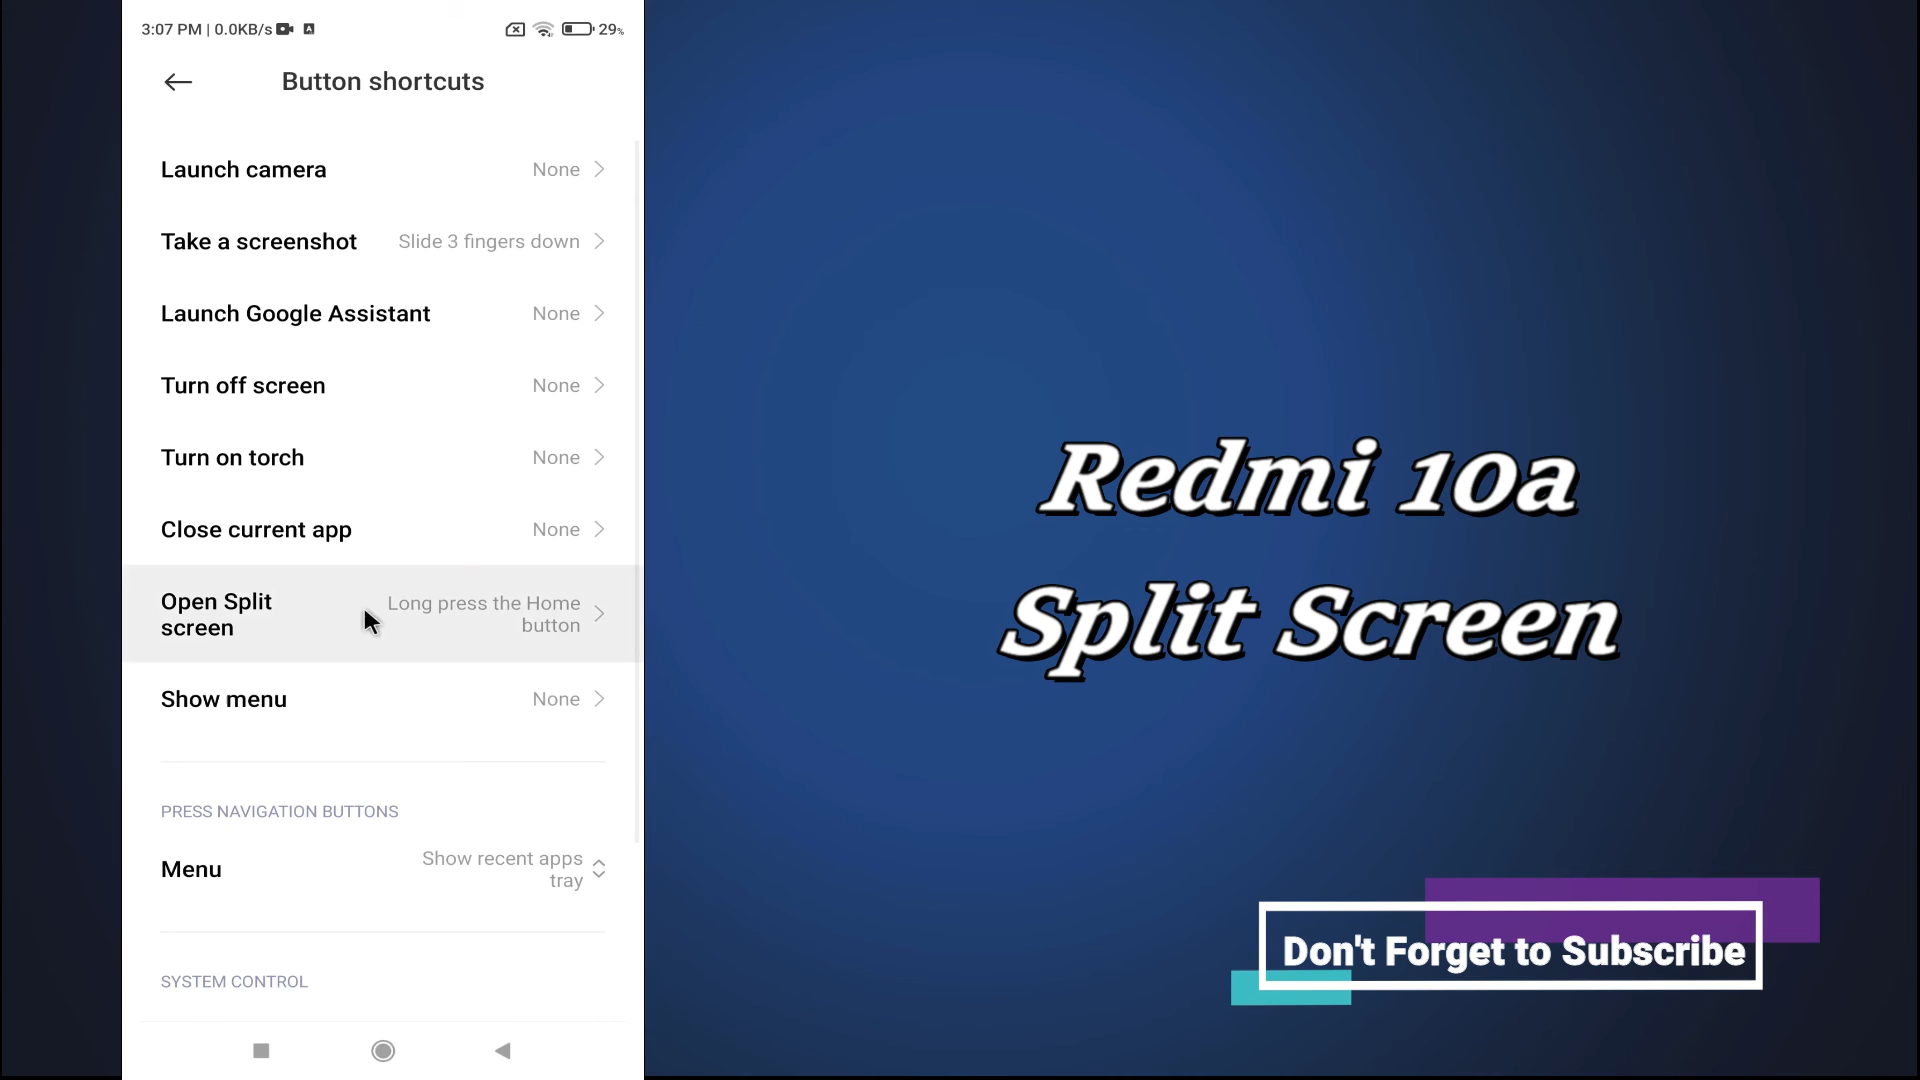 3:07 PM | 0.0KB/s
29%
Button shortcuts
Launch camera None
Take a screenshot Slide 3 fingers down
Launch Google Assistant None
Turn off screen None
Turn on torch None
Close current app None
Open Split
screen
Long press the Home
button
Show menu None
PRESS NAVIGATION BUTTONS
Menu
Show recent apps
tray
SYSTEM CONTROL
Redmi 10a
Split Screen
Don't Forget to Subscribe